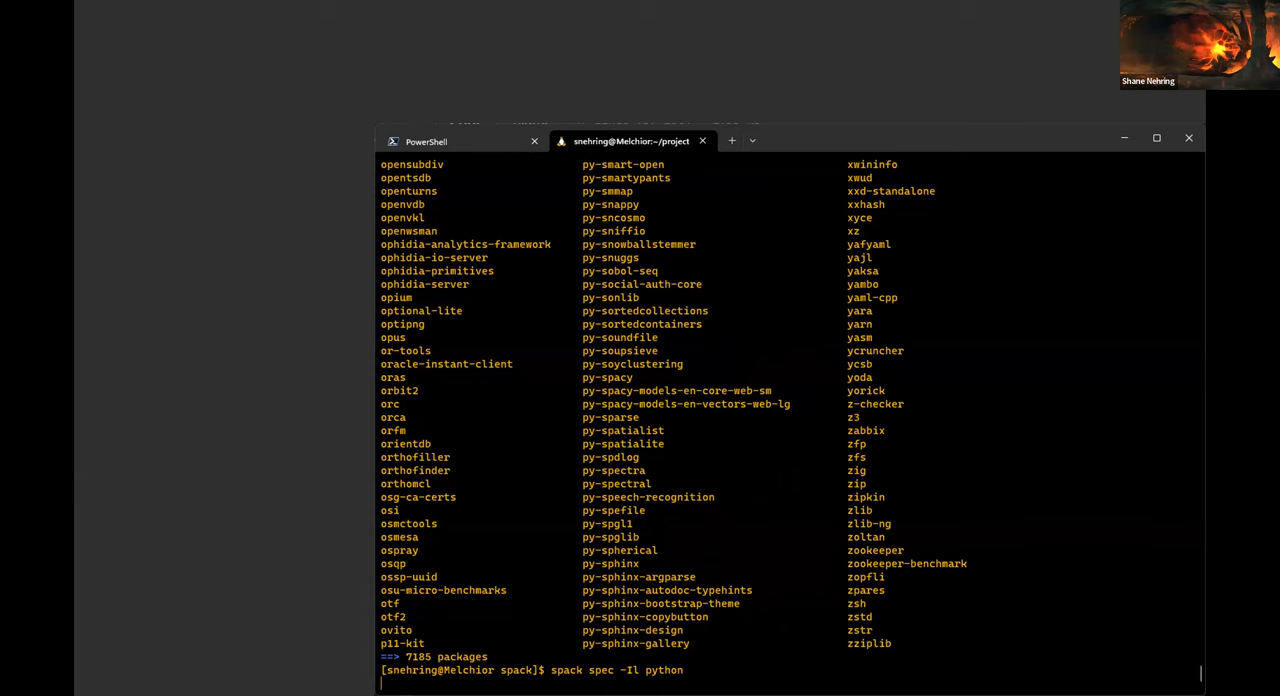 Shane Nehring
PowerShell
snehring@Melchior:~/project
opensubdiv py-smart-open xwininfo
opentsdb py-smartypants xwud
openturns py-smmap xxd-standalone
openvdb py-snappy xxhash
openvkl py-sncosmo xyce
openwsman py-sniffio xz
ophidia-analytics-framework py-snowballstemmer yafyaml
ophidia-io-server py-snuggs yajl
ophidia-primitives py-sobol-seq yaksa
ophidia-server py-social-auth-core yambo
opium py-sonlib yaml-cpp
optional-lite py-sortedcollections yara
optipng py-sortedcontainers yarn
opus py-soundfile yasm
or-tools py-soupsieve ycruncher
oracle-instant-client py-soyclustering ycsb
oras py-spacy yoda
orbit2 py-spacy-models-en-core-web-sm yorick
orc py-spacy-models-en-vectors-web-lg z-checker
orca py-sparse z3
orfm py-spatialist zabbix
orientdb py-spatialite zfp
orthofiller py-spdlog zfs
orthofinder py-spectra zig
orthomcl py-spectral zip
osg-ca-certs py-speech-recognition zipkin
osi py-spefile zlib
osmctools py-spgl1 zlib-ng
osmesa py-spglib zoltan
ospray py-spherical zookeeper
osqp py-sphinx zookeeper-benchmark
ossp-uuid py-sphinx-argparse zopfli
osu-micro-benchmarks py-sphinx-autodoc-typehints zpares
otf py-sphinx-bootstrap-theme zsh
otf2 py-sphinx-copybutton zstd
ovito py-sphinx-design zstr
p11-kit py-sphinx-gallery zziplib
==> 7185 packages
[snehring@Melchior spack]$ spack spec -Il python